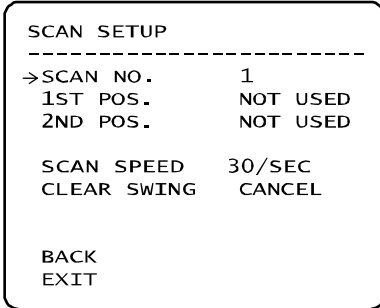 SCAN SETUP
------------------------
→SCAN NO. 1
1ST POS. NOT USED
2ND POS. NOT USED
SCAN SPEED 30/SEC
CLEAR SWING CANCEL
BACK
EXIT